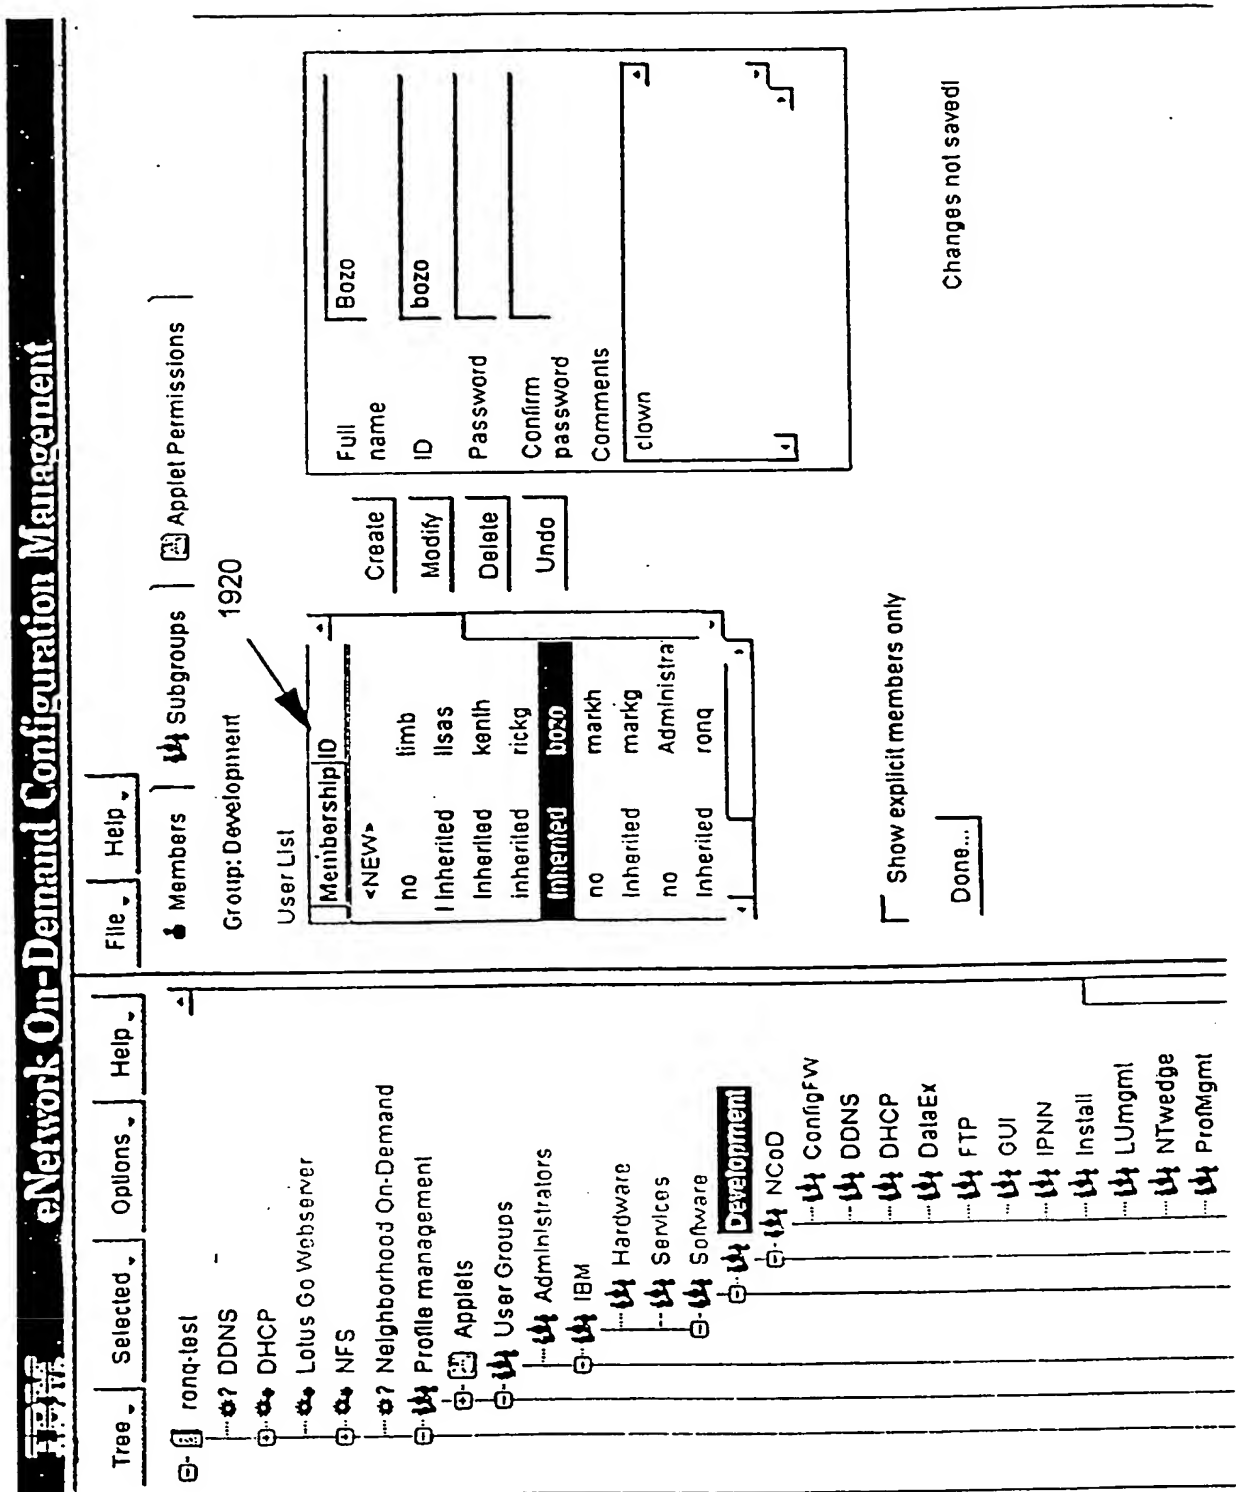 IBM eNetwork On-Demand Configuration Management
Tree Selected Options Help
File Help
ronq-test
? DDNS
DHCP
Lotus Go Webserver
NFS
? Neighborhood On-Demand
Profile management
Applets
User Groups
Administrators
IBM
Hardware
Services
Software
Development
NCoD
ConfigFW
DDNS
DHCP
DataEx
FTP
GUI
IPNN
Install
LUmgmt
NTwedge
ProfMgmt
Members Subgroups Applet Permissions
Group: Development
1920
User List
Membership ID
<NEW>
no timb
Inherited llsas
Inherited kenth
inherited rickg
Inherited bozo
no markh
Inherited markg
no Administra
Inherited ronq
Create
Modify
Delete
Undo
Full name Bozo
ID bozo
Password
Confirm password
Comments
clown
Show explicit members only
Done...
Changes not saved!